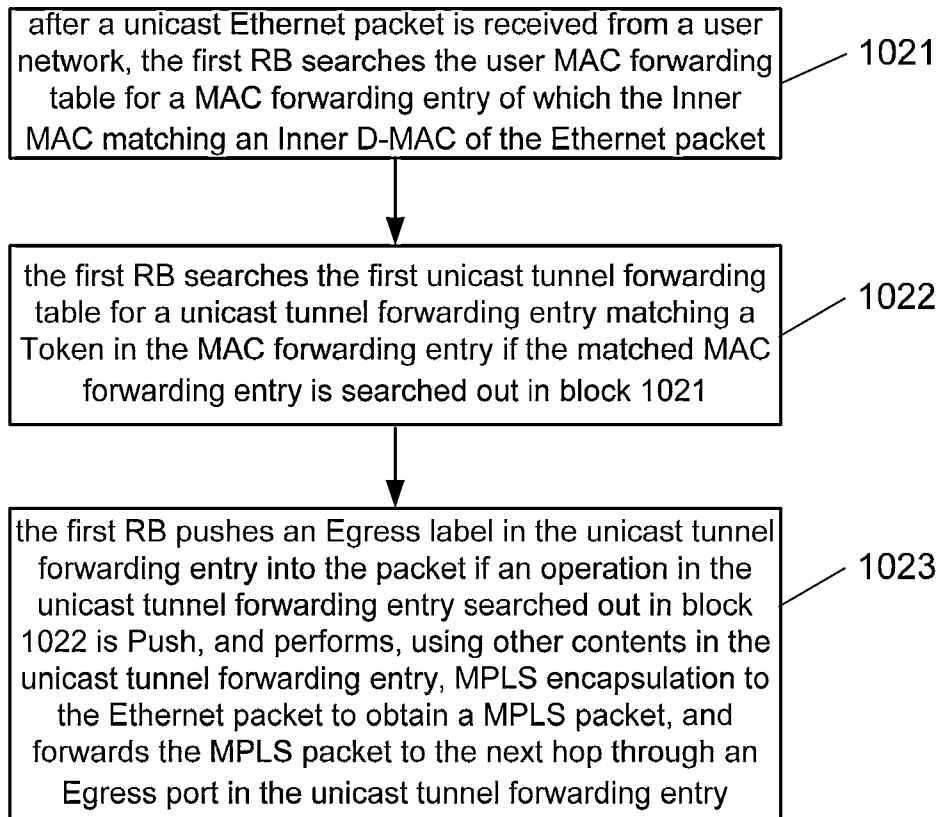 after a unicast Ethernet packet is received from a user
network, the first RB searches the user MAC forwarding
table for a MAC forwarding entry of which the Inner
MAC matching an Inner D-MAC of the Ethernet packet
1021
the first RB searches the first unicast tunnel forwarding
table for a unicast tunnel forwarding entry matching a
Token in the MAC forwarding entry if the matched MAC
forwarding entry is searched out in block 1021
1022
the first RB pushes an Egress label in the unicast tunnel
forwarding entry into the packet if an operation in the
unicast tunnel forwarding entry searched out in block
1022 is Push, and performs, using other contents in the
unicast tunnel forwarding entry, MPLS encapsulation to
the Ethernet packet to obtain a MPLS packet, and
forwards the MPLS packet to the next hop through an
Egress port in the unicast tunnel forwarding entry
1023